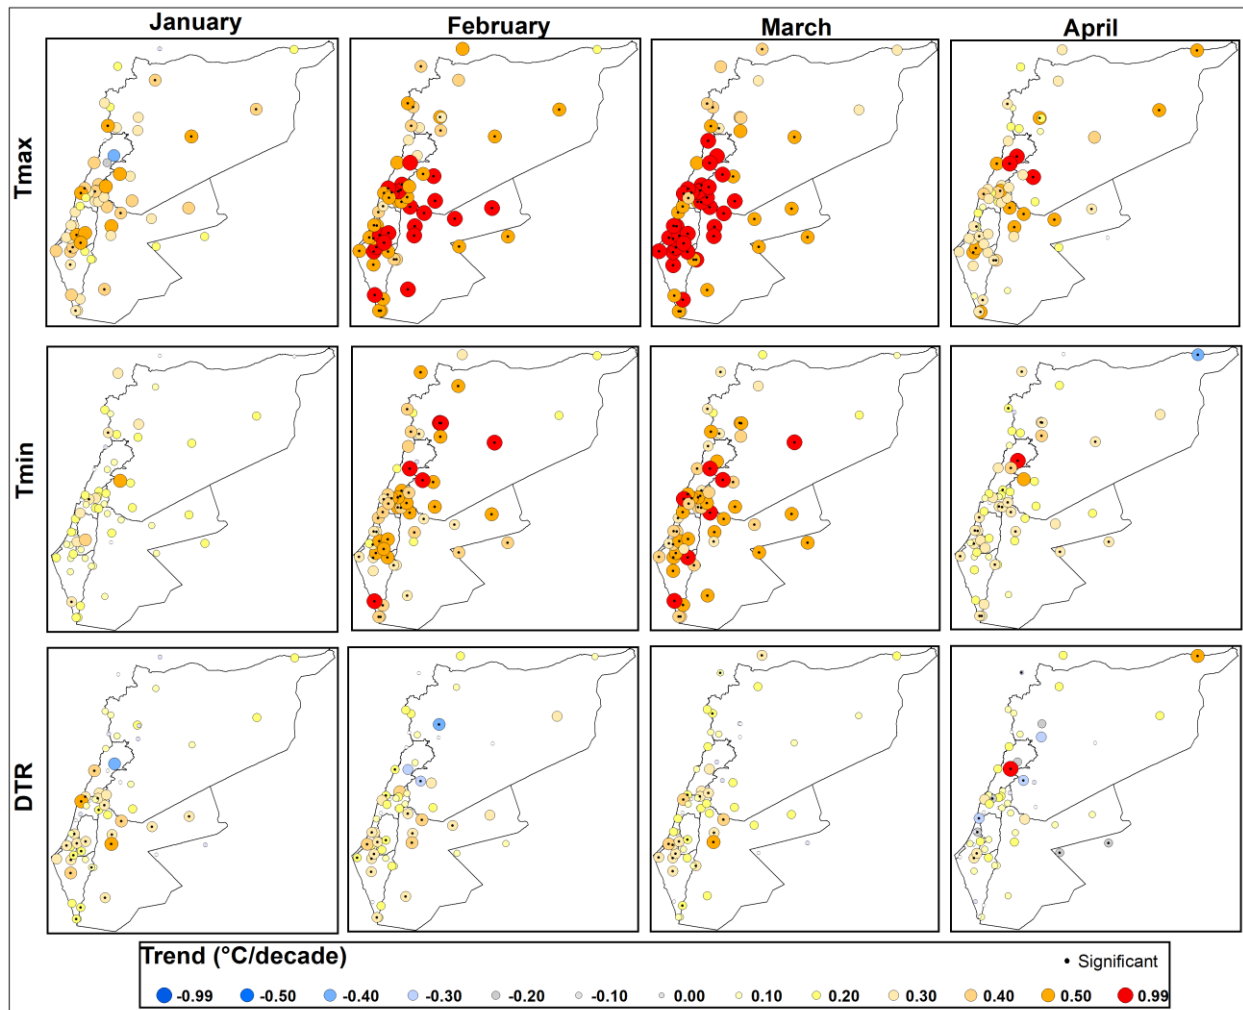 January February March April
Tmax
Tmin
DTR
Trend (°C/decade)
• Significant
-0.99 -0.50 -0.40 -0.30 -0.20 -0.10 0.00 0.10 0.20 0.30 0.40 0.50 0.99